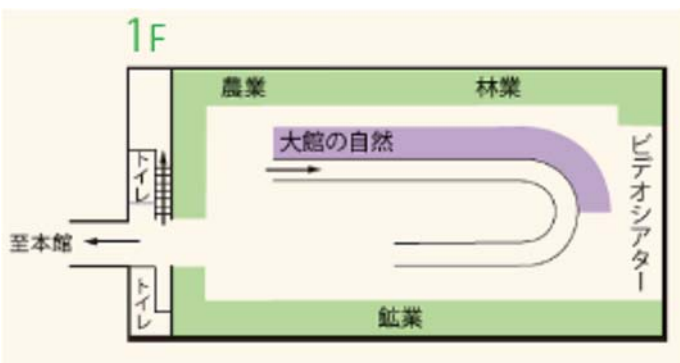 1F
農業
林業
大館の自然
トイレ
ビデオシアター
至本館
トイレ
鉱業